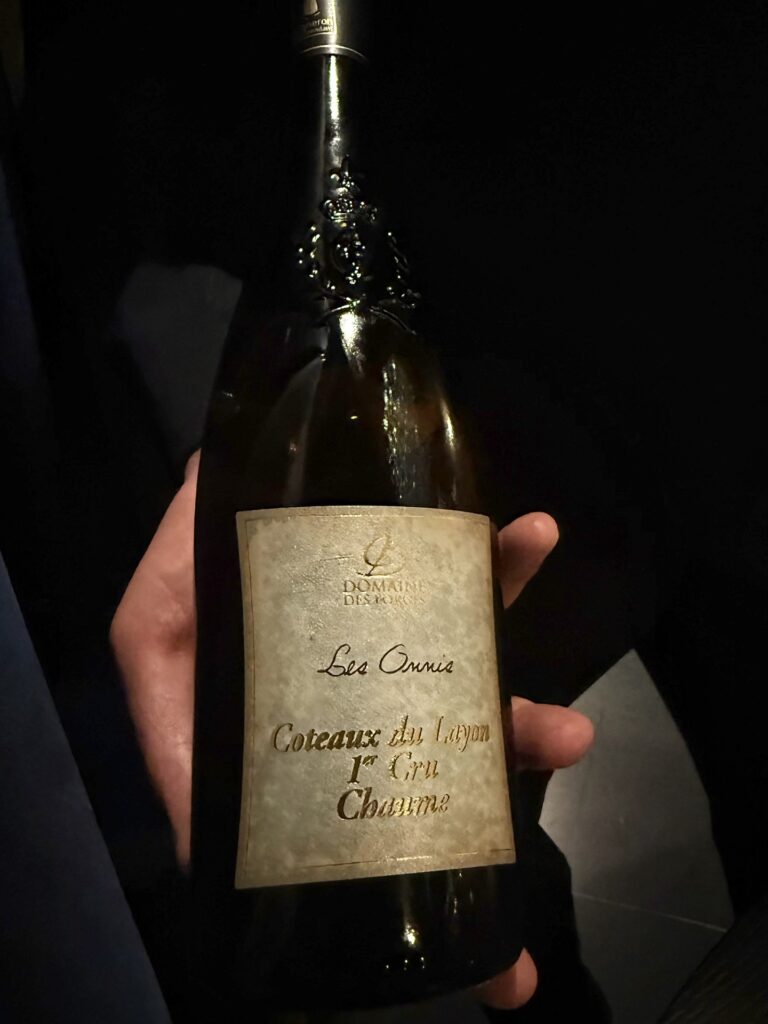 DOMAINE
DES FORGES
Les Onnis
Coteaux du Layon
1er Cru
Chaume